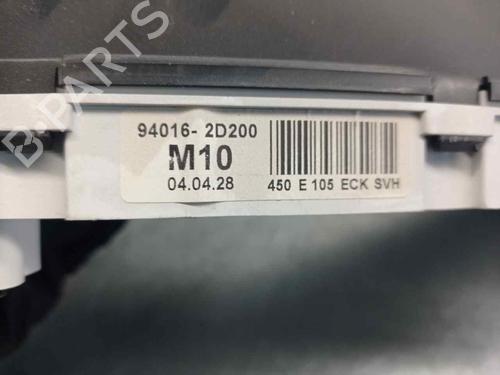 94016- 2D200
M10
04.04.28
450 E 105 ECK SVH
B-PARTS